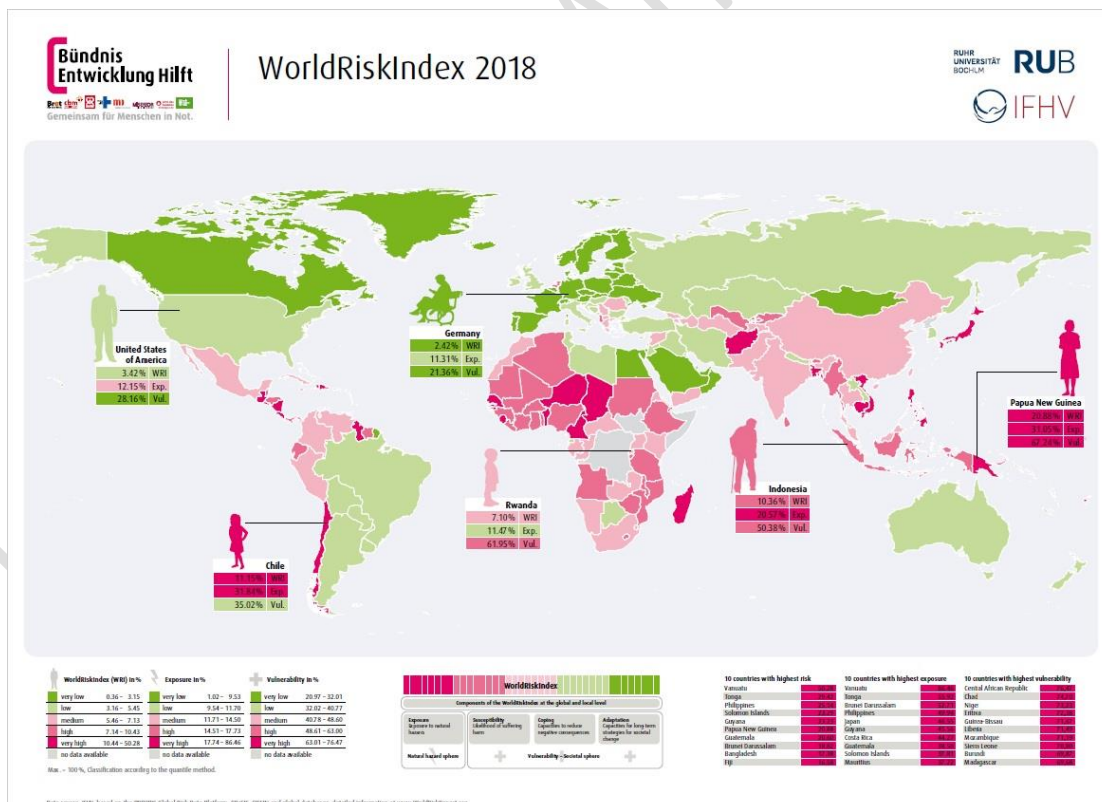 Bündnis
Entwicklung Hilft
Brot
cbm
Gemeinsam für Menschen in Not.
WorldRiskIndex 2018
RUHR
UNIVERSITÄT
BOCHUM
RUB
IFHV
United States
of America
3.42% WRI
12.15% Exp.
28.16% Vul.
Germany
2.42% WRI
11.31% Exp.
21.36% Vul.
Papua New Guinea
20.88% WRI
Exp.
Vul.
Rwanda
7.10% WRI
11.47% Exp.
61.95% Vul.
Indonesia
10.36% WRI
20.57% Exp.
50.38% Vul.
Chile
11.15% WRI
Exp.
35.02% Vul.
WorldRiskIndex (WRI) in %
very low 0.36 – 3.15
low 3.16 – 5.45
medium 5.46 – 7.13
high 7.14 – 10.43
very high 10.44 – 50.28
no data available
Max. = 100%, Classification according to the quantile method.
Exposure in %
very low 1.02 – 9.53
low 9.54 – 11.70
medium 11.71 – 14.50
high 14.51 – 17.73
very high 17.74 – 86.46
no data available
Vulnerability in %
very low 20.97 – 32.01
low 32.02 – 40.77
medium 40.78 – 48.60
high 48.61 – 63.00
very high 63.01 – 76.47
no data available
WorldRiskIndex
Components of the WorldRiskIndex at the global and local level
Exposure
Exposure to natural
hazards
Susceptibility
Likelihood of suffering
harm
Coping
Capacities to reduce
negative consequences
Adaptation
Capacities for long-term
strategies for societal
change
Natural hazard sphere
Vulnerability – Societal sphere
10 countries with highest risk
Vanuatu
Tonga
Philippines
Solomon Islands
Guyana
Papua New Guinea
Guatemala
Brunei Darussalam
Bangladesh
Fiji
10 countries with highest exposure
Vanuatu
Tonga
Brunei Darussalam
Philippines
Japan
Guyana
Costa Rica
Guatemala
Solomon Islands
Mauritius
10 countries with highest vulnerability
Central African Republic
Chad
Niger
Eritrea
Guinea-Bissau
Liberia
Mozambique
Sierra Leone
Burundi
Madagascar